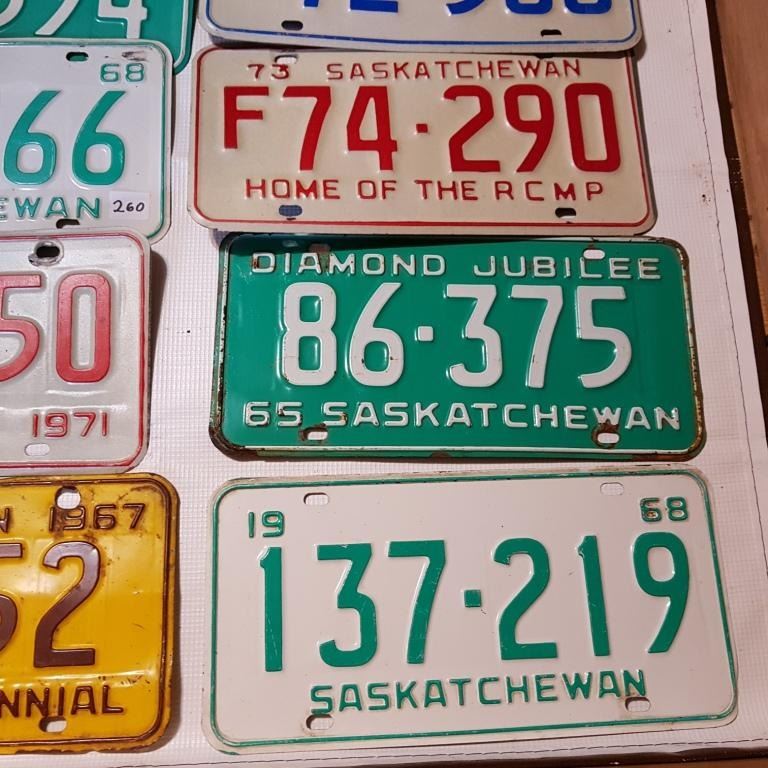 68
66
260
73 SASKATCHEWAN
F74·290
HOME OF THE RCMP
50
1971
DIAMOND JUBILEE
86·375
65 SASKATCHEWAN
1967
52
NNIAL
19 68
137·219
SASKATCHEWAN